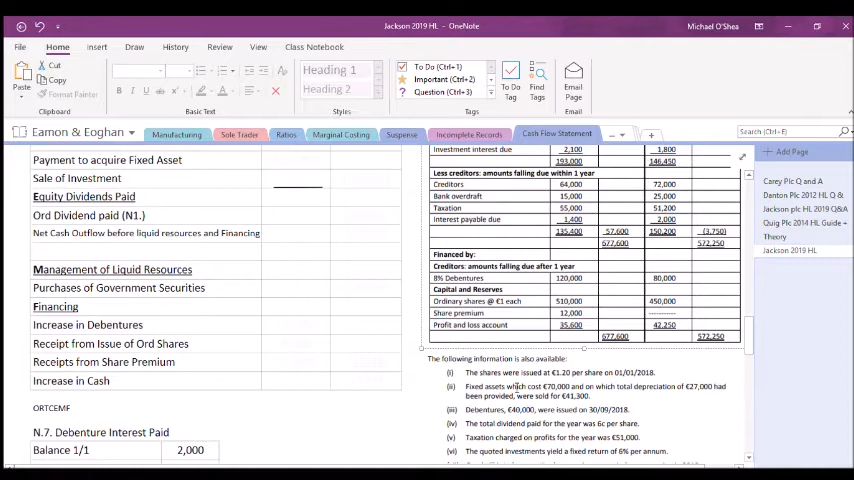 Jackson 2019 HL - OneNote
Michael O'Shea
File Home Insert Draw History Review View Class Notebook
Paste
Cut
Copy
Format Painter
Clipboard
Basic Text
Heading 1
Heading 2
Styles
To Do (Ctrl+1)
Important (Ctrl+2)
Question (Ctrl+3)
To Do Tag
Find Tags
Tags
Email Page
Email
Eamon & Eoghan
Manufacturing Sole Trader Ratios Marginal Costing Suspense Incomplete Records Cash Flow Statement
Search (Ctrl+E)
Payment to acquire Fixed Asset
Sale of Investment
Equity Dividends Paid
Ord Dividend paid (N1.)
Net Cash Outflow before liquid resources and Financing
Management of Liquid Resources
Purchases of Government Securities
Financing
Increase in Debentures
Receipt from Issue of Ord Shares
Receipts from Share Premium
Increase in Cash
ORTCEMF
N.7. Debenture Interest Paid
Balance 1/1 2,000
Investment interest due 2,100 1,800
193,000 146,450
Less creditors: amounts falling due within 1 year
Creditors 64,000 72,000
Bank overdraft 15,000 25,000
Taxation 55,000 51,200
Interest payable due 1,400 2,000
135,400 57,600 150,200 (3,750)
677,600 572,250
Financed by:
Creditors: amounts falling due after 1 year
8% Debentures 120,000 80,000
Capital and Reserves
Ordinary shares @ €1 each 510,000 450,000
Share premium 12,000 ----------
Profit and loss account 35,600 42,250
677,600 572,250
The following information is also available:
(i) The shares were issued at €1.20 per share on 01/01/2018.
(ii) Fixed assets which cost €70,000 and on which total depreciation of €27,000 had
been provided, were sold for €41,300.
(iii) Debentures, €40,000, were issued on 30/09/2018.
(iv) The total dividend paid for the year was 6c per share.
(v) Taxation charged on profits for the year was €51,000.
(vi) The quoted investments yield a fixed return of 6% per annum.
Add Page
Carey Plc Q and A
Danton Plc 2012 HL Q &
Jackson plc HL 2019 Q&A
Quig Plc 2014 HL Guide +
Theory
Jackson 2019 HL